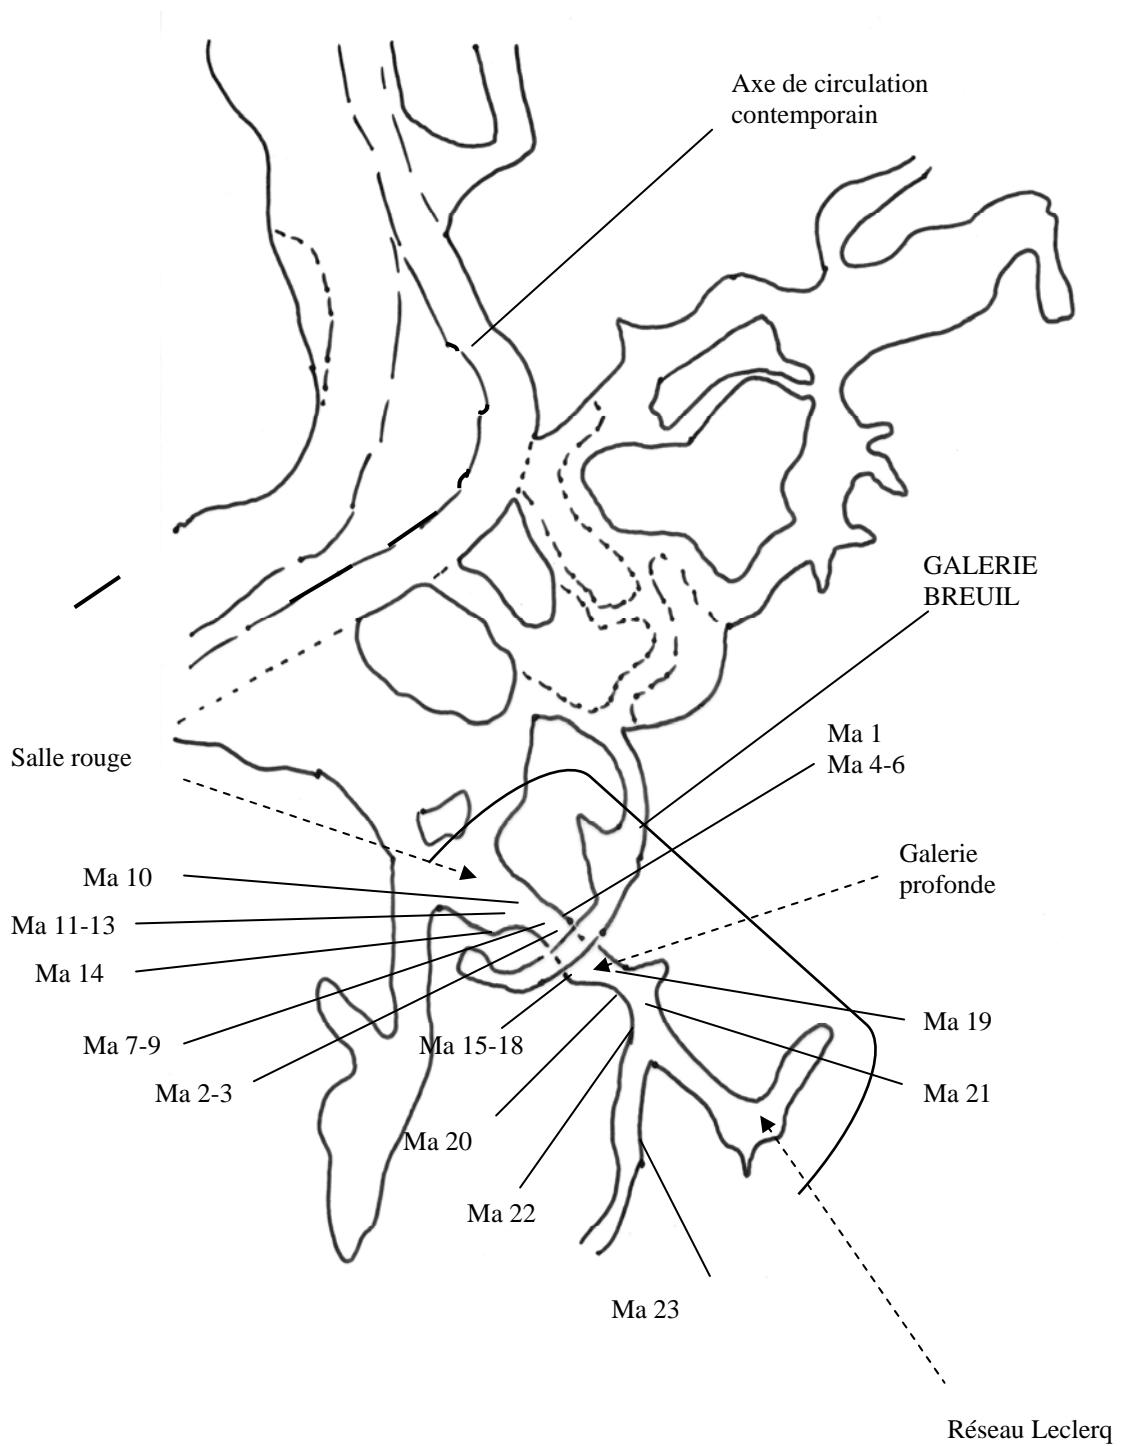 Axe de circulation
contemporain
GALERIE
BREUIL
Ma 1
Ma 4-6
Salle rouge
Galerie
profonde
Ma 10
Ma 11-13
Ma 14
Ma 19
Ma 7-9
Ma 15-18
Ma 2-3
Ma 21
Ma 20
Ma 22
Ma 23
Réseau Leclerq